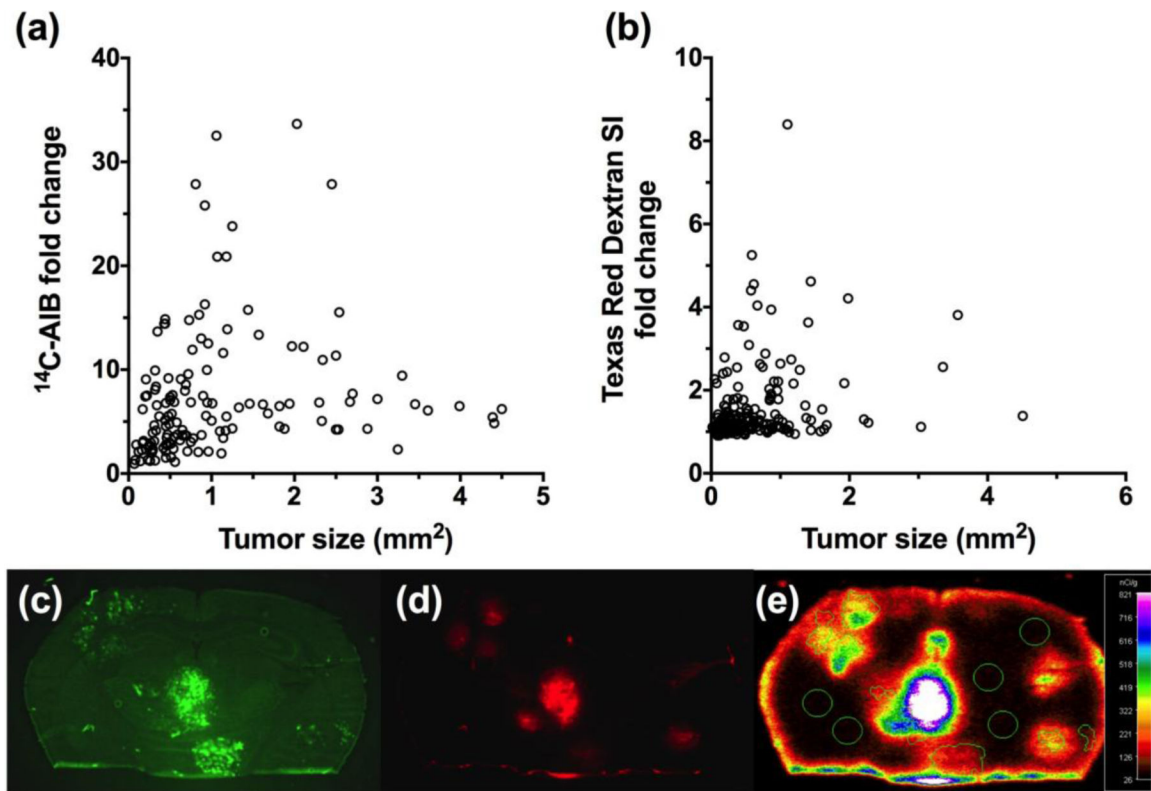 (a)
(b)
40
30
20
10
0
¹⁴C-AIB fold change
0 1 2 3 4 5
Tumor size (mm²)
10
8
6
4
2
0
Texas Red Dextran SI
fold change
0 2 4 6
Tumor size (mm²)
(c)
(d)
(e)
nCi/g
821
716
616
518
419
322
221
126
26